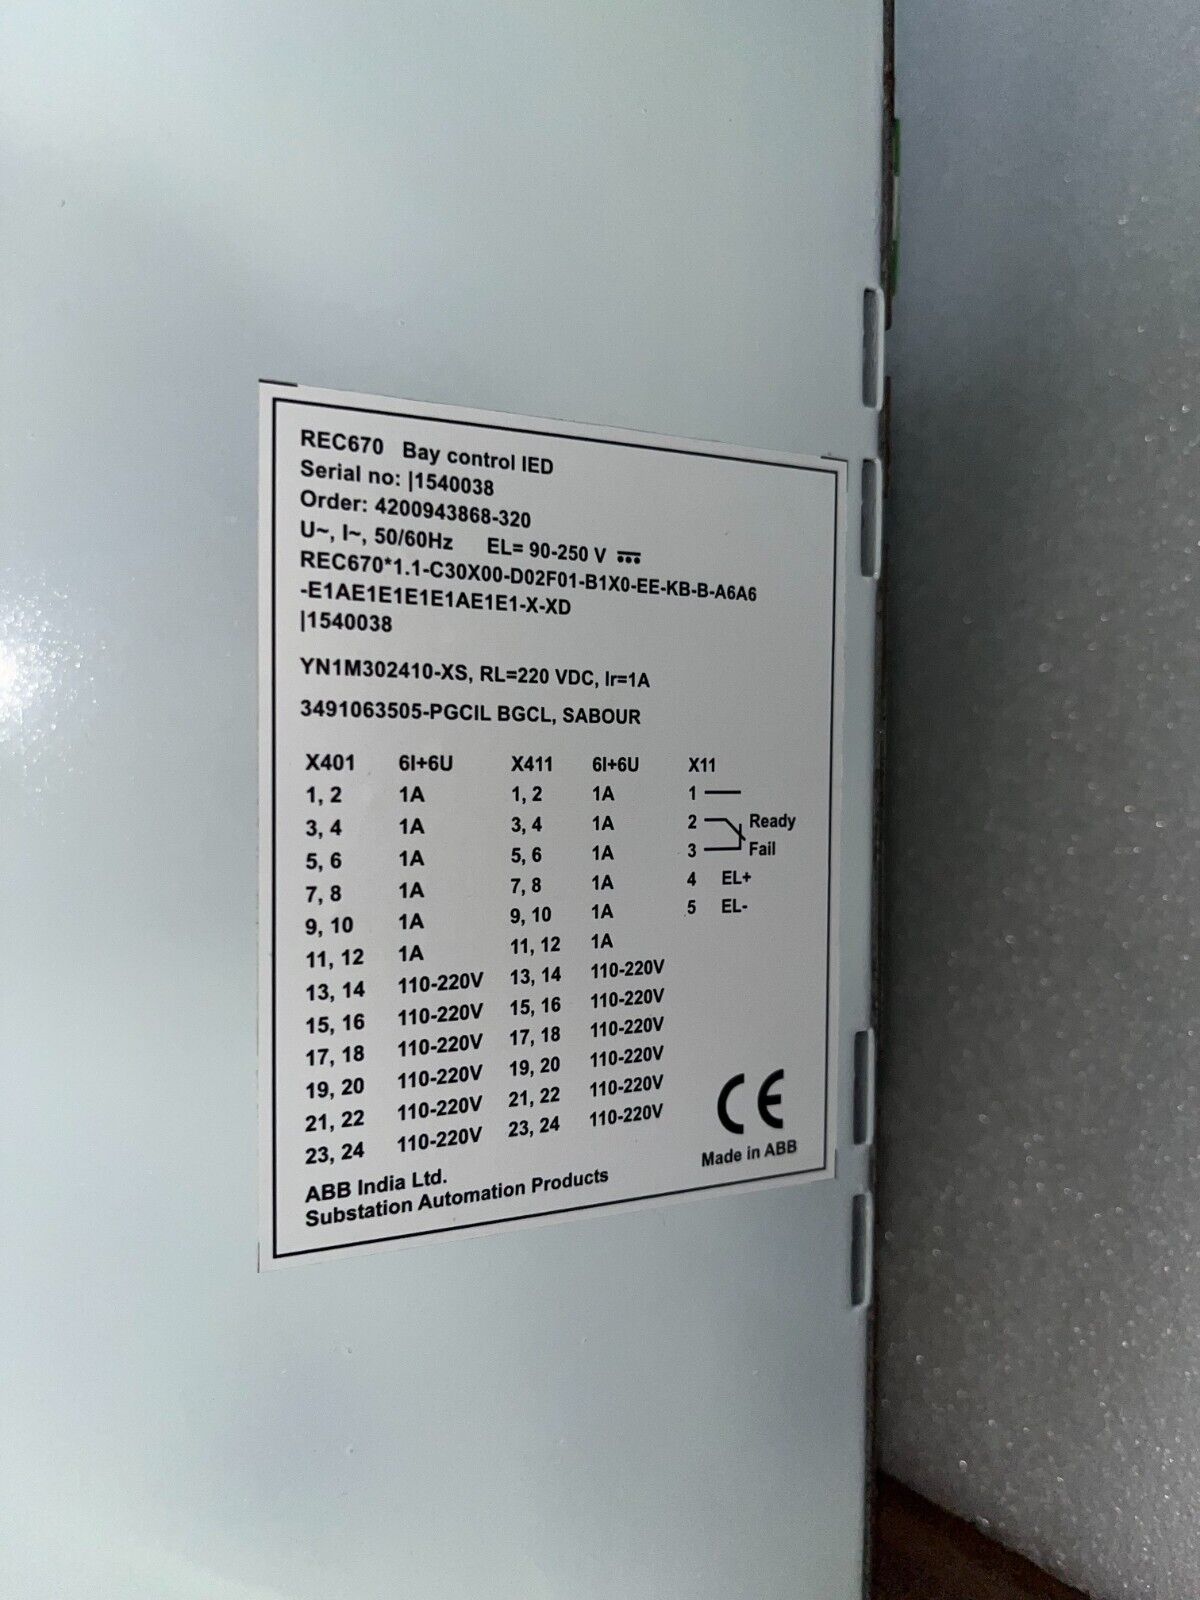 REC670 Bay control IED
Serial no: |1540038
Order: 4200943868-320
U~, I~, 50/60Hz EL= 90-250 V
REC670*1.1-C30X00-D02F01-B1X0-EE-KB-B-A6A6
-E1AE1E1E1E1AE1E1-X-XD
|1540038
YN1M302410-XS, RL=220 VDC, Ir=1A
3491063505-PGCIL BGCL, SABOUR
X401 6I+6U X411 6I+6U X11
1, 2 1A 1, 2 1A 1
3, 4 1A 3, 4 1A 2 Ready
5, 6 1A 5, 6 1A 3 Fail
7, 8 1A 7, 8 1A 4 EL+
9, 10 1A 9, 10 1A 5 EL-
11, 12 1A 11, 12 1A
13, 14 110-220V 13, 14 110-220V
15, 16 110-220V 15, 16 110-220V
17, 18 110-220V 17, 18 110-220V
19, 20 110-220V 19, 20 110-220V
21, 22 110-220V 21, 22 110-220V
23, 24 110-220V 23, 24 110-220V
CE
ABB India Ltd. Made in ABB
Substation Automation Products